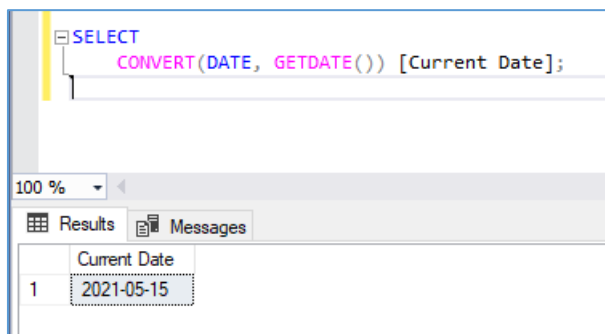 SELECT
CONVERT(DATE, GETDATE()) [Current Date];
100 %
Results Messages
Current Date
1 2021-05-15